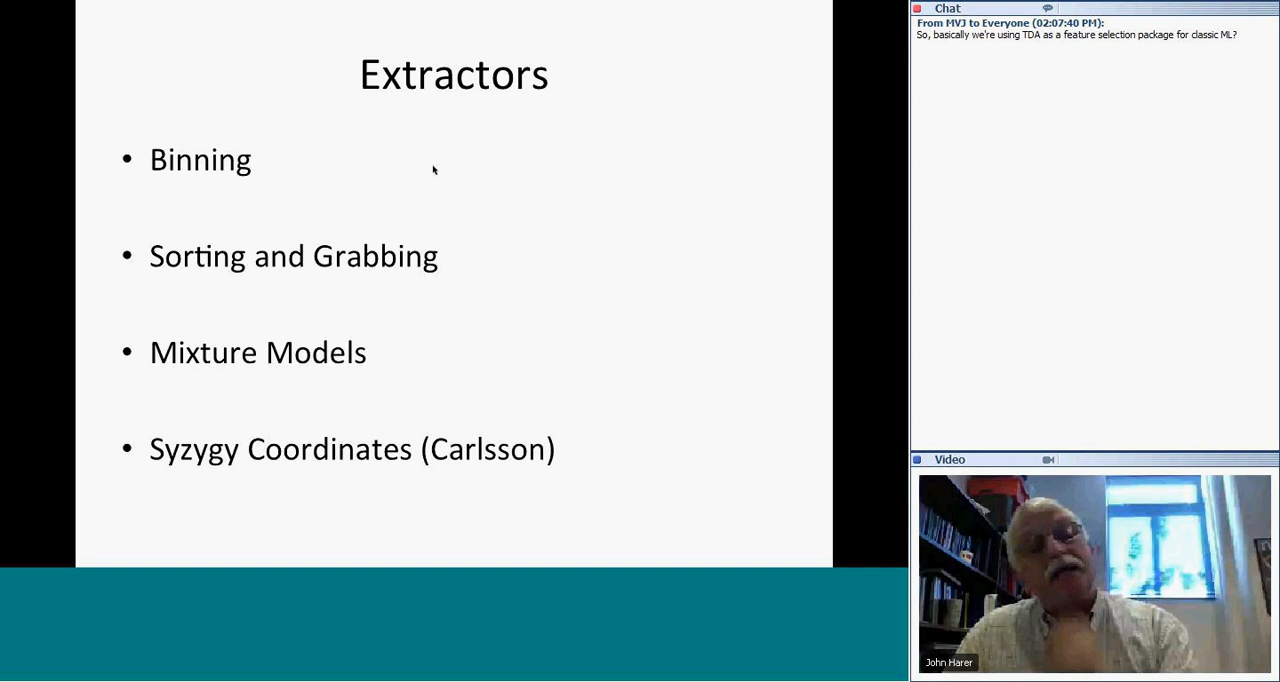 Extractors
• Binning
• Sorting and Grabbing
• Mixture Models
• Syzygy Coordinates (Carlsson)
Chat
From MVJ to Everyone (02:07:40 PM):
So, basically we're using TDA as a feature selection package for classic ML?
Video
John Harer